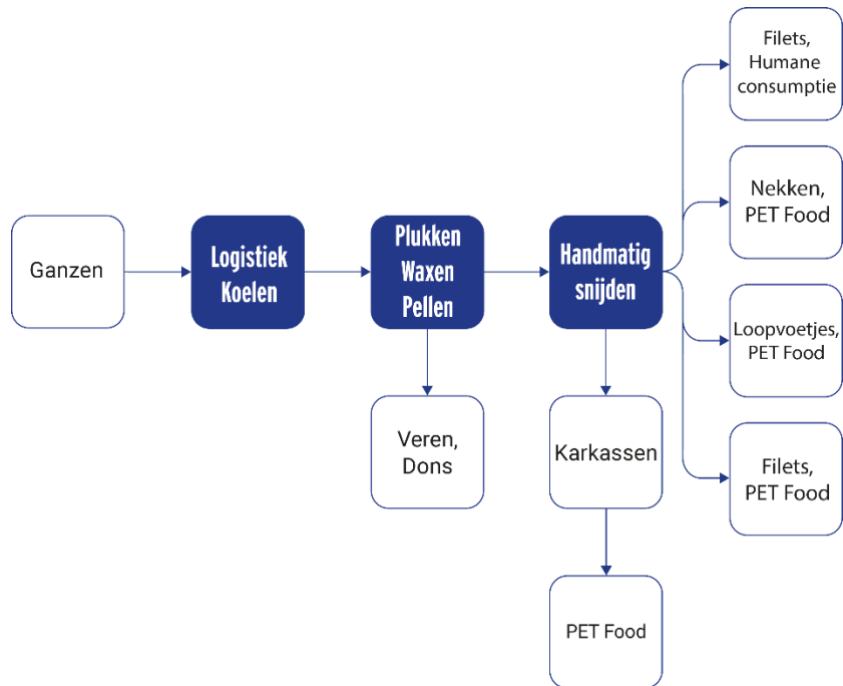 Ganzen
Logistiek
Koelen
Plukken
Waxen
Pellen
Veren,
Dons
Handmatig
snijden
Karkassen
PET Food
Filets,
Humane
consumptie
Nekken,
PET Food
Loopvoetjes,
PET Food
Filets,
PET Food